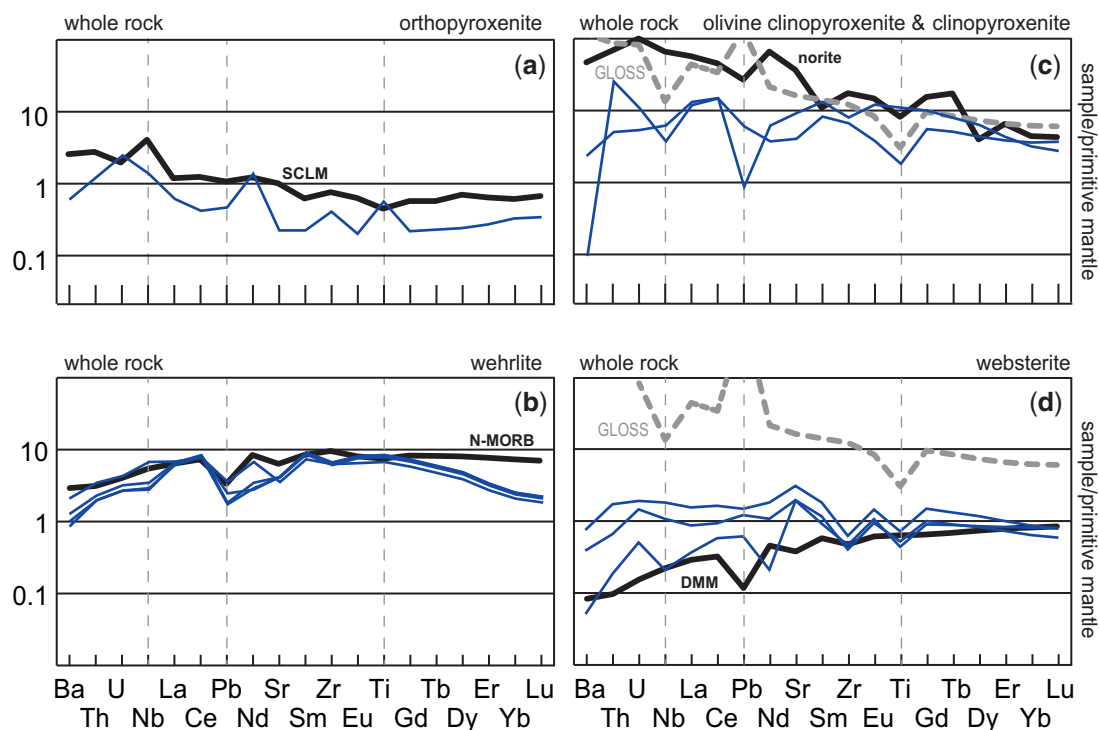 whole rock orthopyroxenite
(a)
10
SCLM
1
0.1
whole rock olivine clinopyroxenite & clinopyroxenite
norite
(c)
GLOSS
sample/primitive mantle
whole rock wehrlite
(b)
N-MORB
10
1
0.1
whole rock websterite
(d)
GLOSS
DMM
sample/primitive mantle
Ba U La Pb Sr Zr Ti Tb Er Lu
Th Nb Ce Nd Sm Eu Gd Dy Yb
Ba U La Pb Sr Zr Ti Tb Er Lu
Th Nb Ce Nd Sm Eu Gd Dy Yb